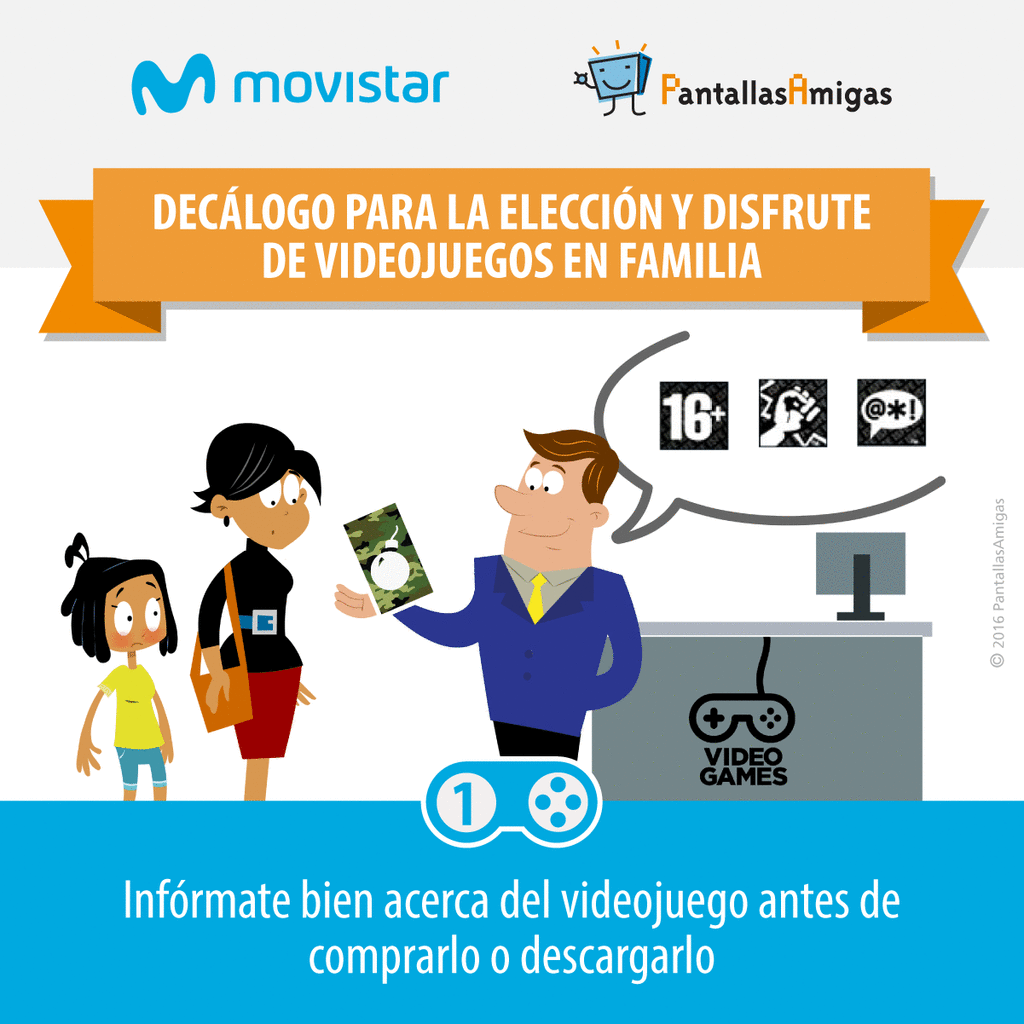 movistar
PantallasAmigas
DECÁLOGO PARA LA ELECCIÓN Y DISFRUTE
DE VIDEOJUEGOS EN FAMILIA
16+
@*!
© 2016 PantallasAmigas
VIDEO
GAMES
1
Infórmate bien acerca del videojuego antes de
comprarlo o descargarlo